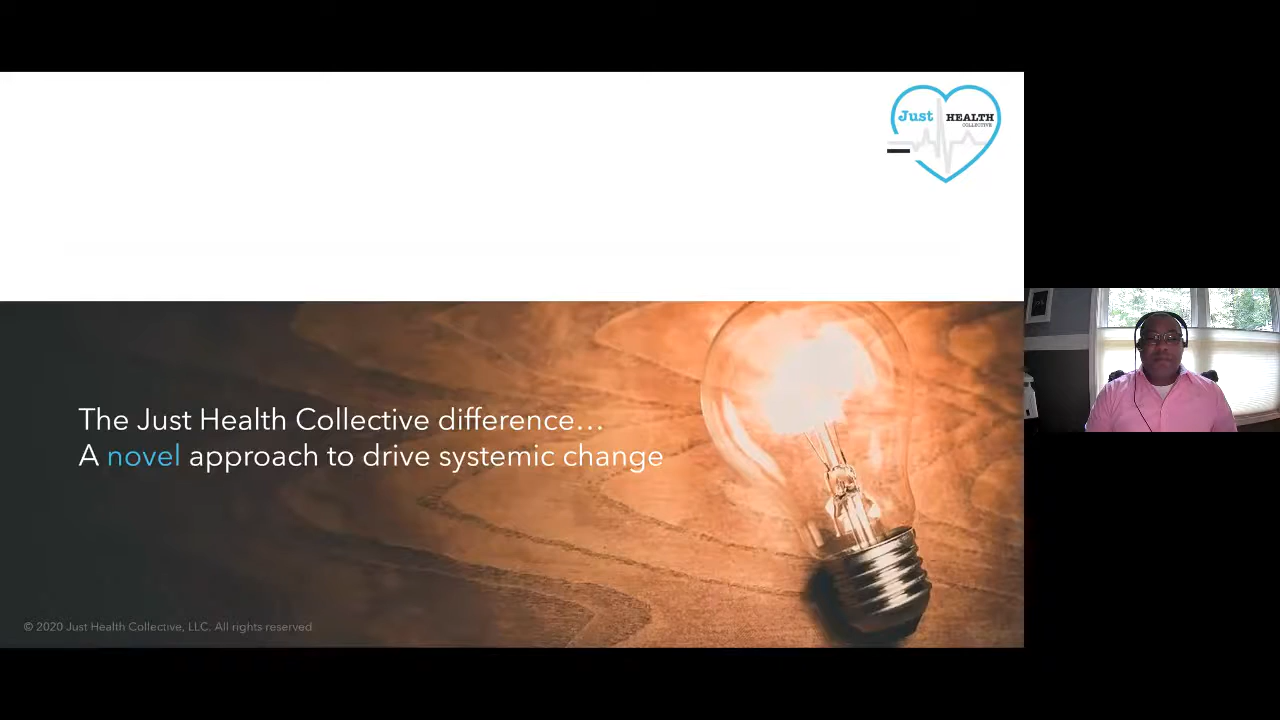 Just HEALTH
COLLECTIVE
The Just Health Collective difference...
A novel approach to drive systemic change
© 2020 Just Health Collective, LLC. All rights reserved